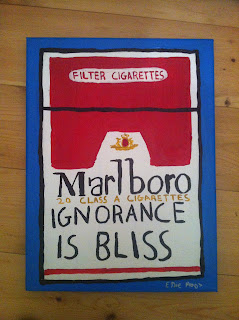 FILTER CIGARETTES
Marlboro
20 CLASS A CIGARETTES
IGNORANCE
IS BLISS